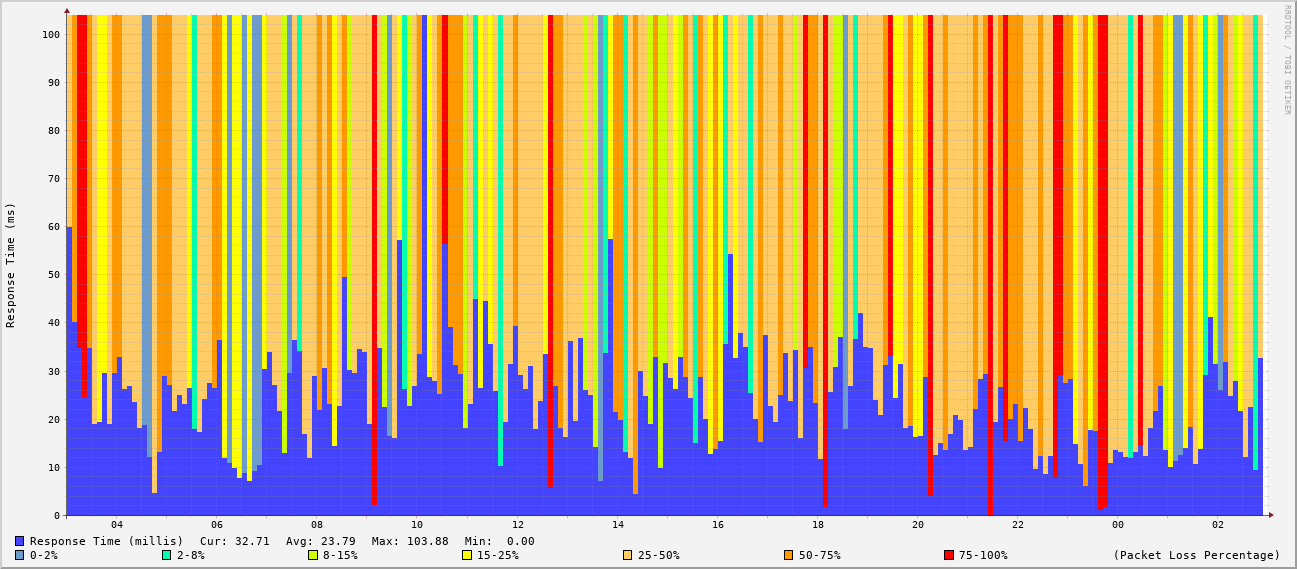 RRDTOOL / TOBI OETIKER
Response Time (ms)
100
90
80
70
60
50
40
30
20
10
0
04 06 08 10 12 14 16 18 20 22 00 02
Response Time (millis) Cur: 32.71 Avg: 23.79 Max: 103.88 Min: 0.00
0-2% 2-8% 8-15% 15-25% 25-50% 50-75% 75-100% (Packet Loss Percentage)